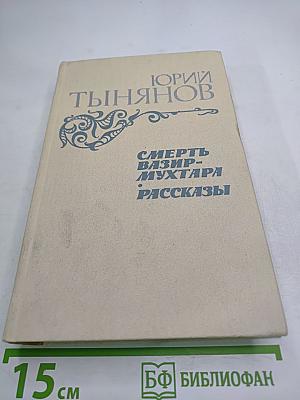 ЮРИЙ
ТЫНЯНОВ
СМЕРТЬ
ВАЗИР-
МУХТАРА
•
РАССКАЗЫ
15 см
БФ БИБЛИОФАН